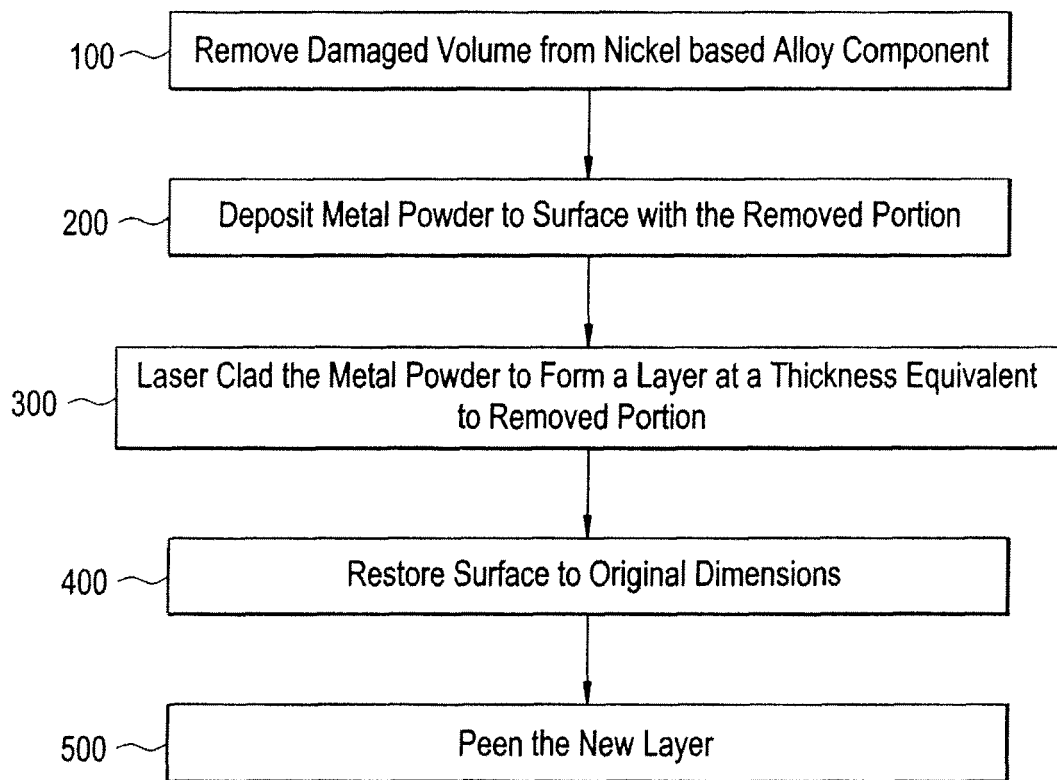 100
Remove Damaged Volume from Nickel based Alloy Component
200
Deposit Metal Powder to Surface with the Removed Portion
300
Laser Clad the Metal Powder to Form a Layer at a Thickness Equivalent
to Removed Portion
400
Restore Surface to Original Dimensions
500
Peen the New Layer